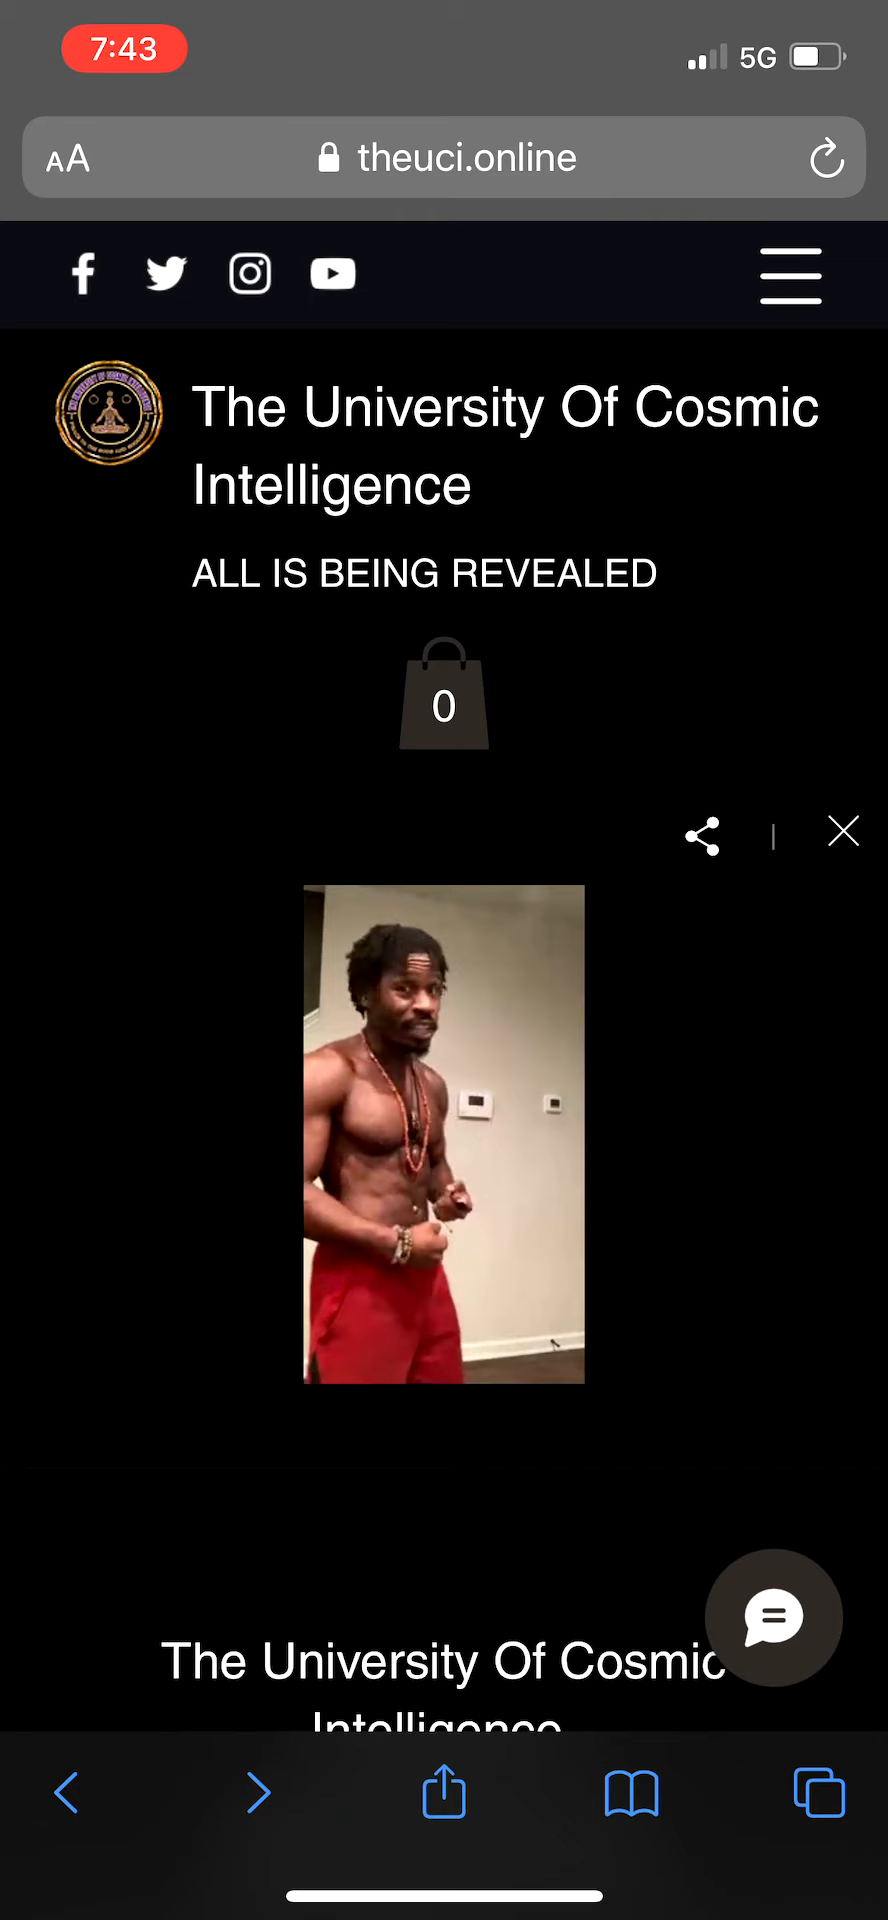 7:43
5G
AA
theuci.online
The University Of Cosmic
Intelligence
ALL IS BEING REVEALED
0
The University Of Cosmic
Intelligence